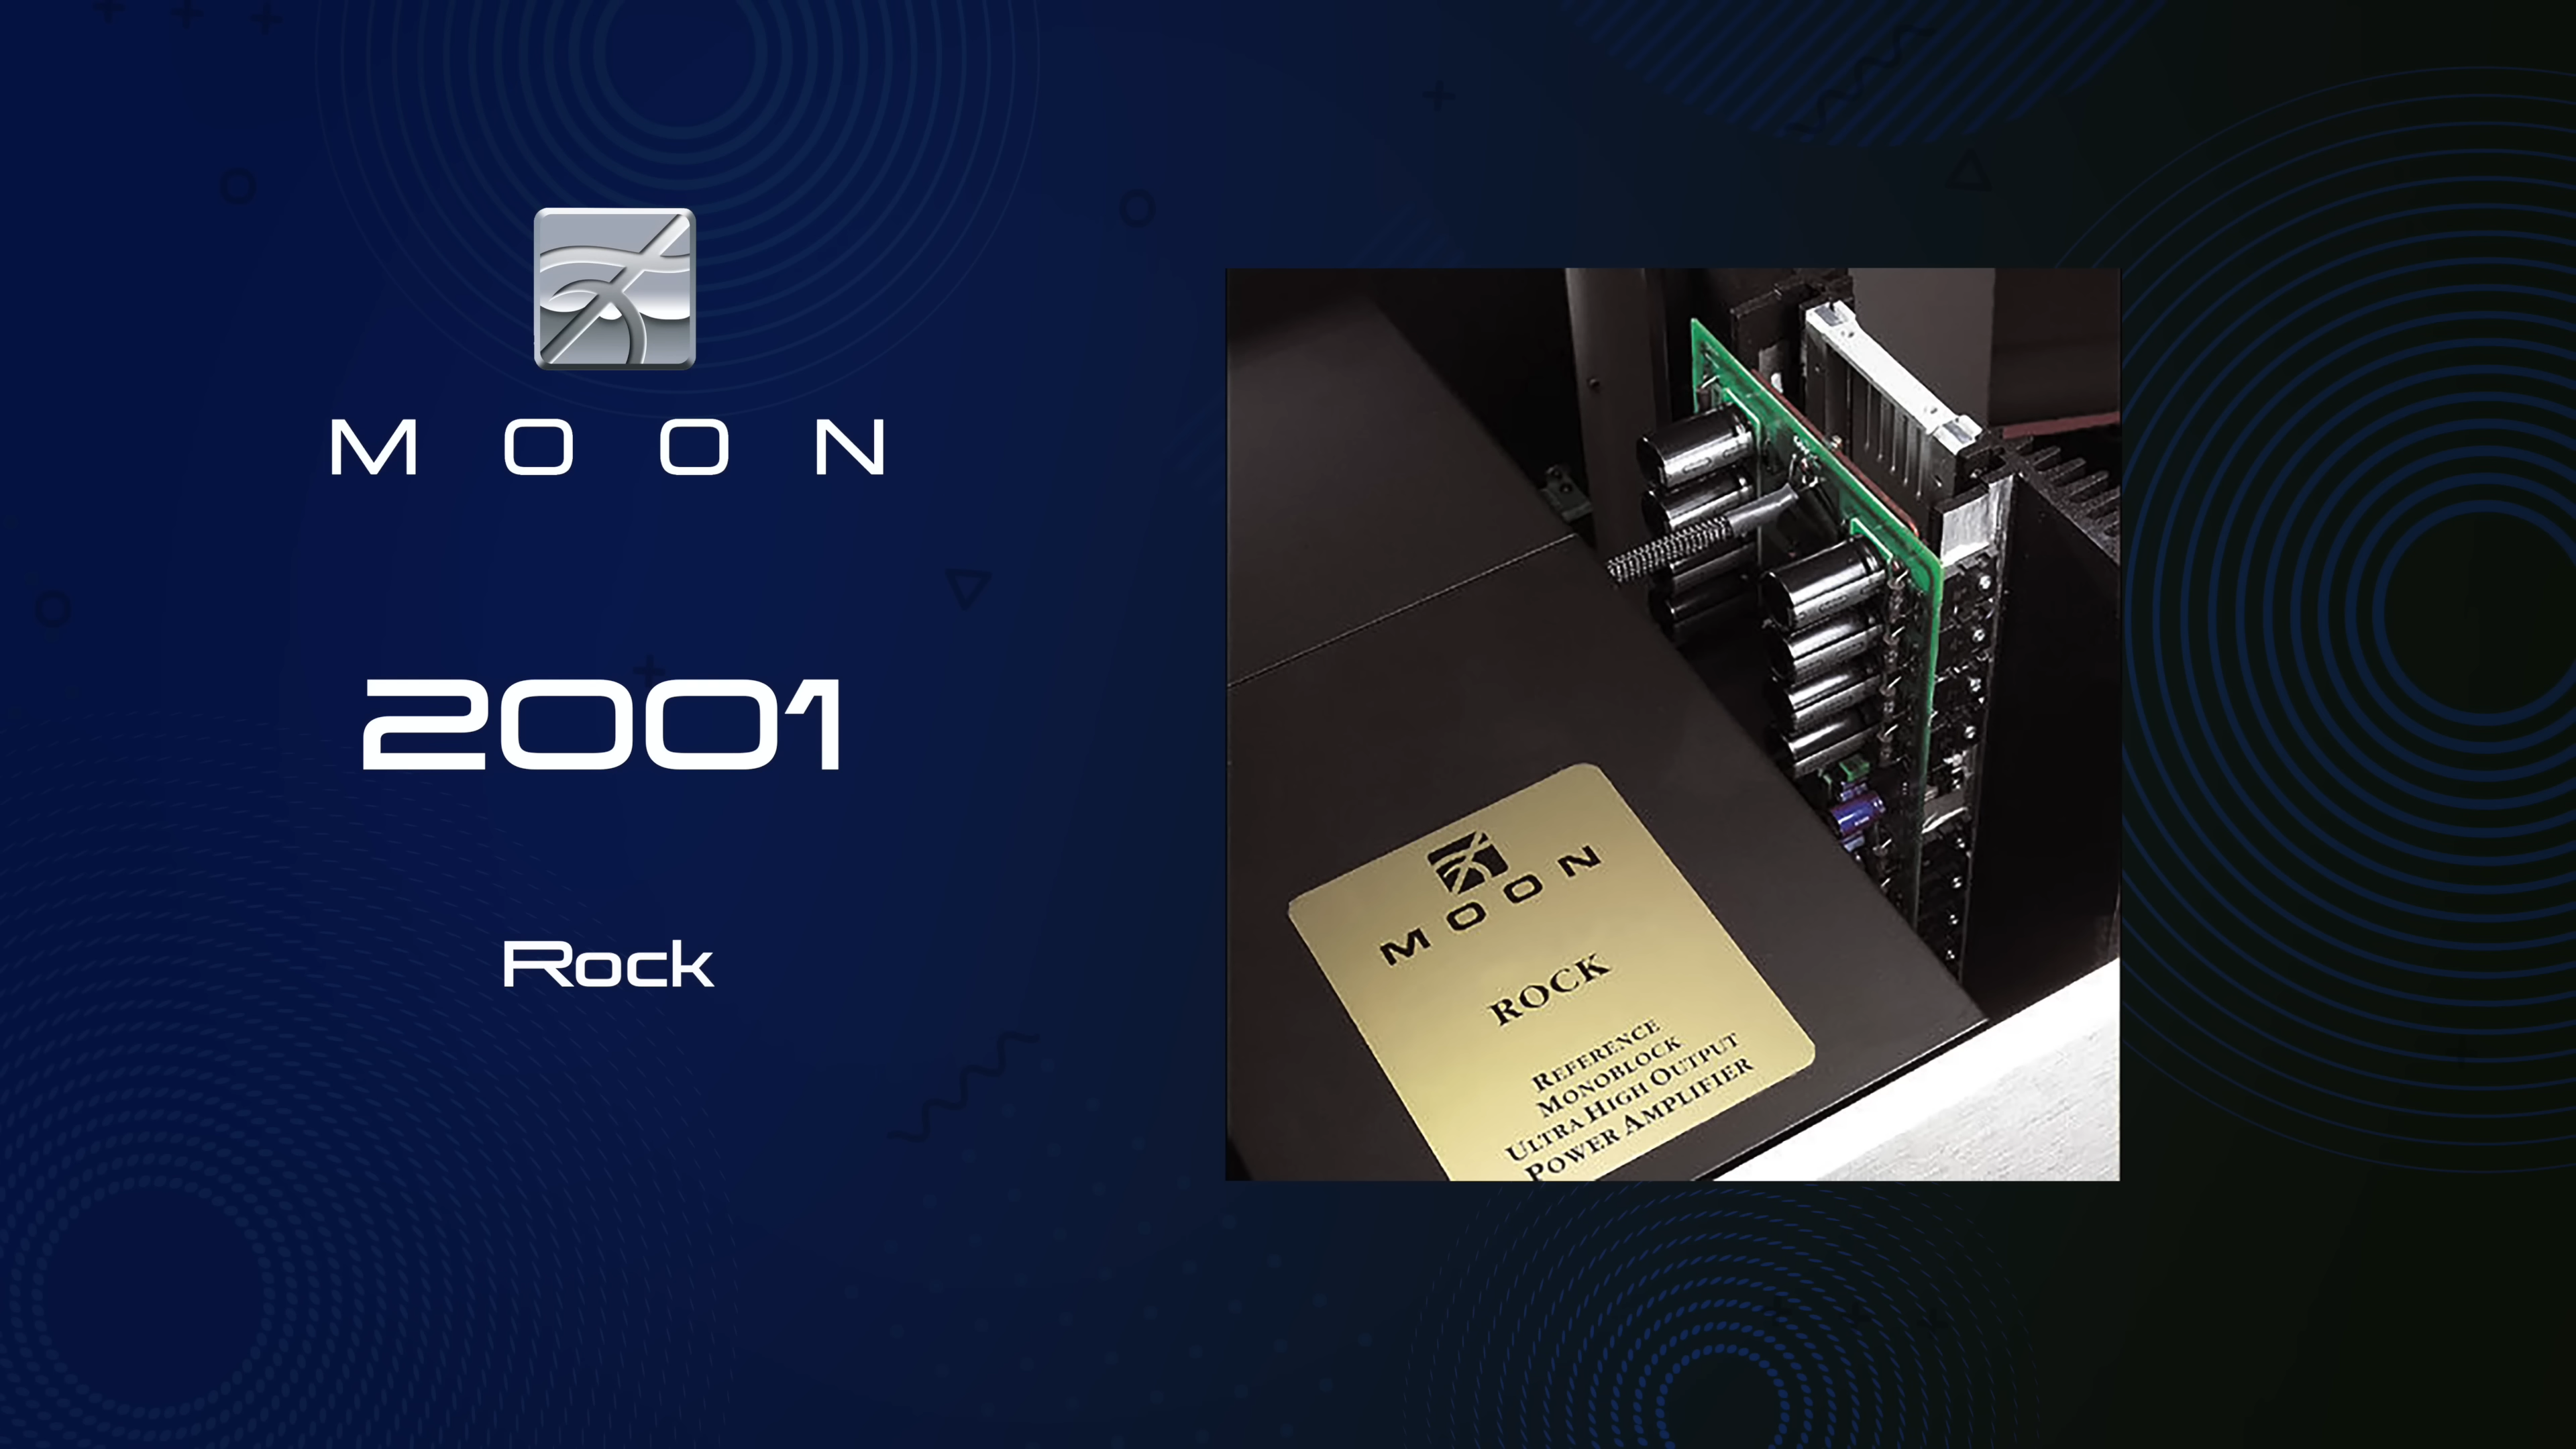 MOON
2001
Rock
MOON
ROCK
REFERENCE
MONOBLOCK
ULTRA HIGH OUTPUT
POWER AMPLIFIER